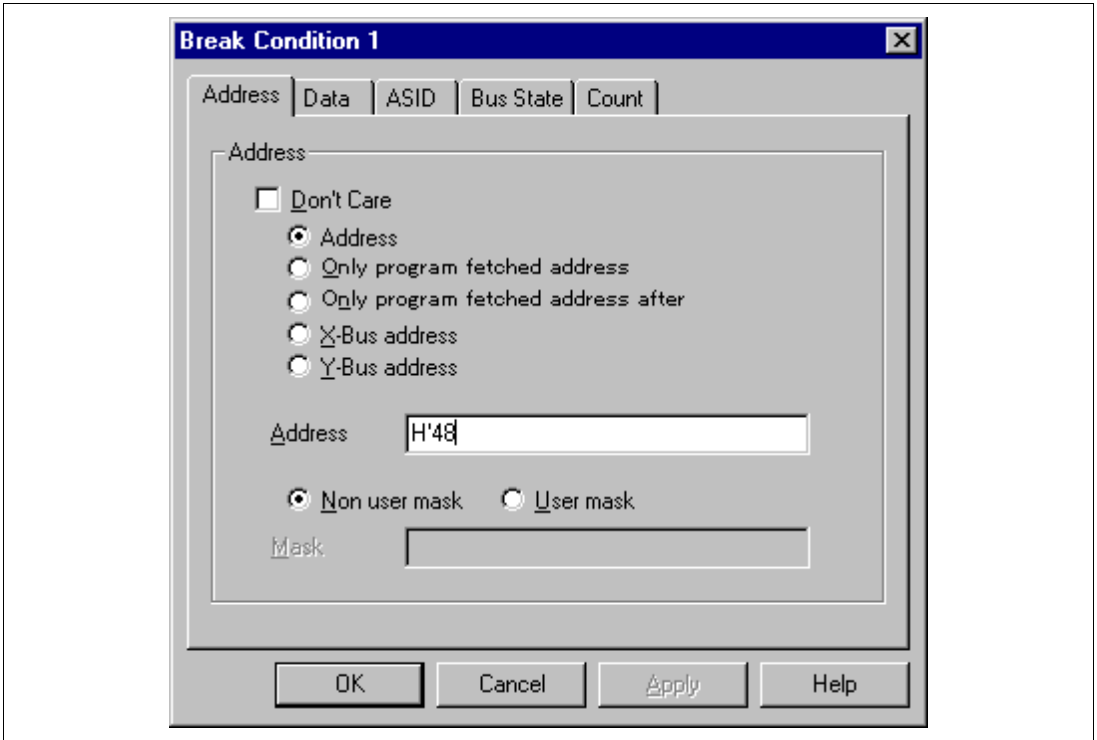 Break Condition 1
Address Data ASID Bus State Count
Address
Don't Care
Address
Only program fetched address
Only program fetched address after
X-Bus address
Y-Bus address
Address H'48
Non user mask User mask
Mask
OK Cancel Apply Help